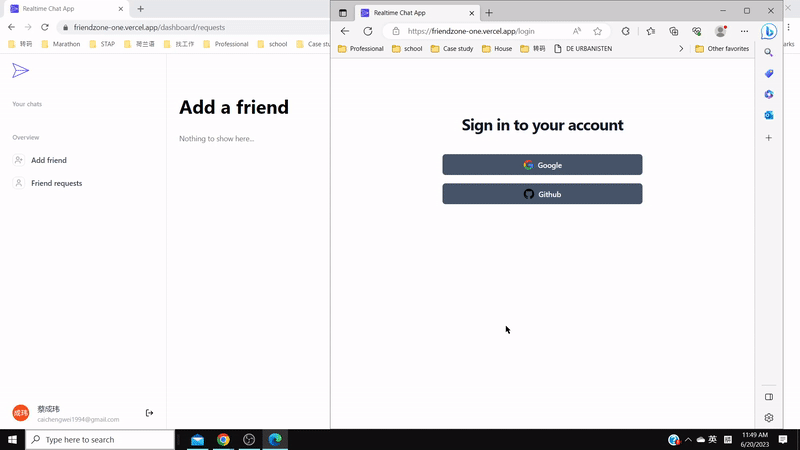 Realtime Chat App
friendzone-one.vercel.app/dashboard/requests
转码
Marathon
STAP
荷兰语
找工作
Professional
school
Case stu
Your chats
Overview
Add friend
Friend requests
Add a friend
Nothing to show here...
蔡成玮
成玮
caichengwei1994@gmail.com
Realtime Chat App
https://friendzone-one.vercel.app/login
Professional
school
Case study
House
转码
DE URBANISTEN
Other favorites
arks
Sign in to your account
Google
Github
Type here to search
英
11:49 AM
6/20/2023